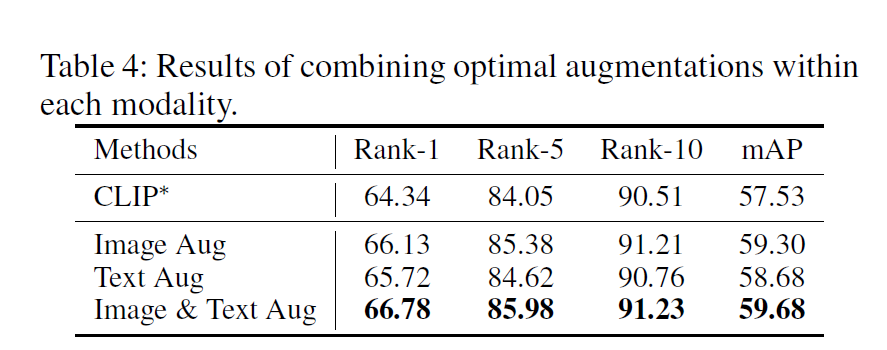 Table 4: Results of combining optimal augmentations within
each modality.
Methods Rank-1 Rank-5 Rank-10 mAP
CLIP* 64.34 84.05 90.51 57.53
Image Aug 66.13 85.38 91.21 59.30
Text Aug 65.72 84.62 90.76 58.68
Image & Text Aug 66.78 85.98 91.23 59.68